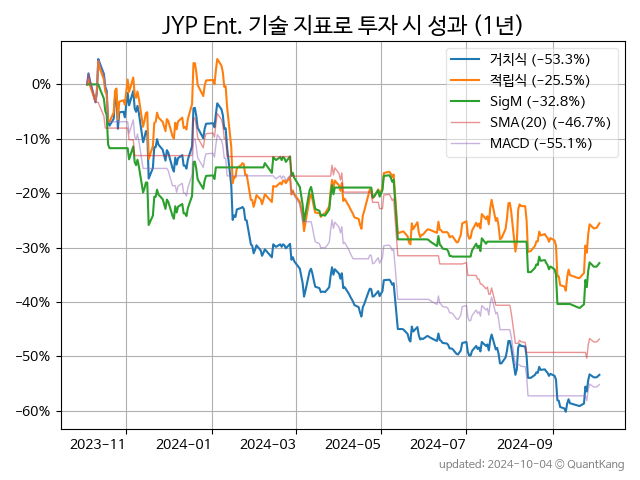 JYP Ent. 기술 지표로 투자 시 성과 (1년)
거치식 (−53.3%)
적립식 (−25.5%)
SigM (−32.8%)
SMA(20) (−46.7%)
MACD (−55.1%)
0%
−10%
−20%
−30%
−40%
−50%
−60%
2023−11
2024−01
2024−03
2024−05
2024−07
2024−09
updated: 2024-10-04 © QuantKang